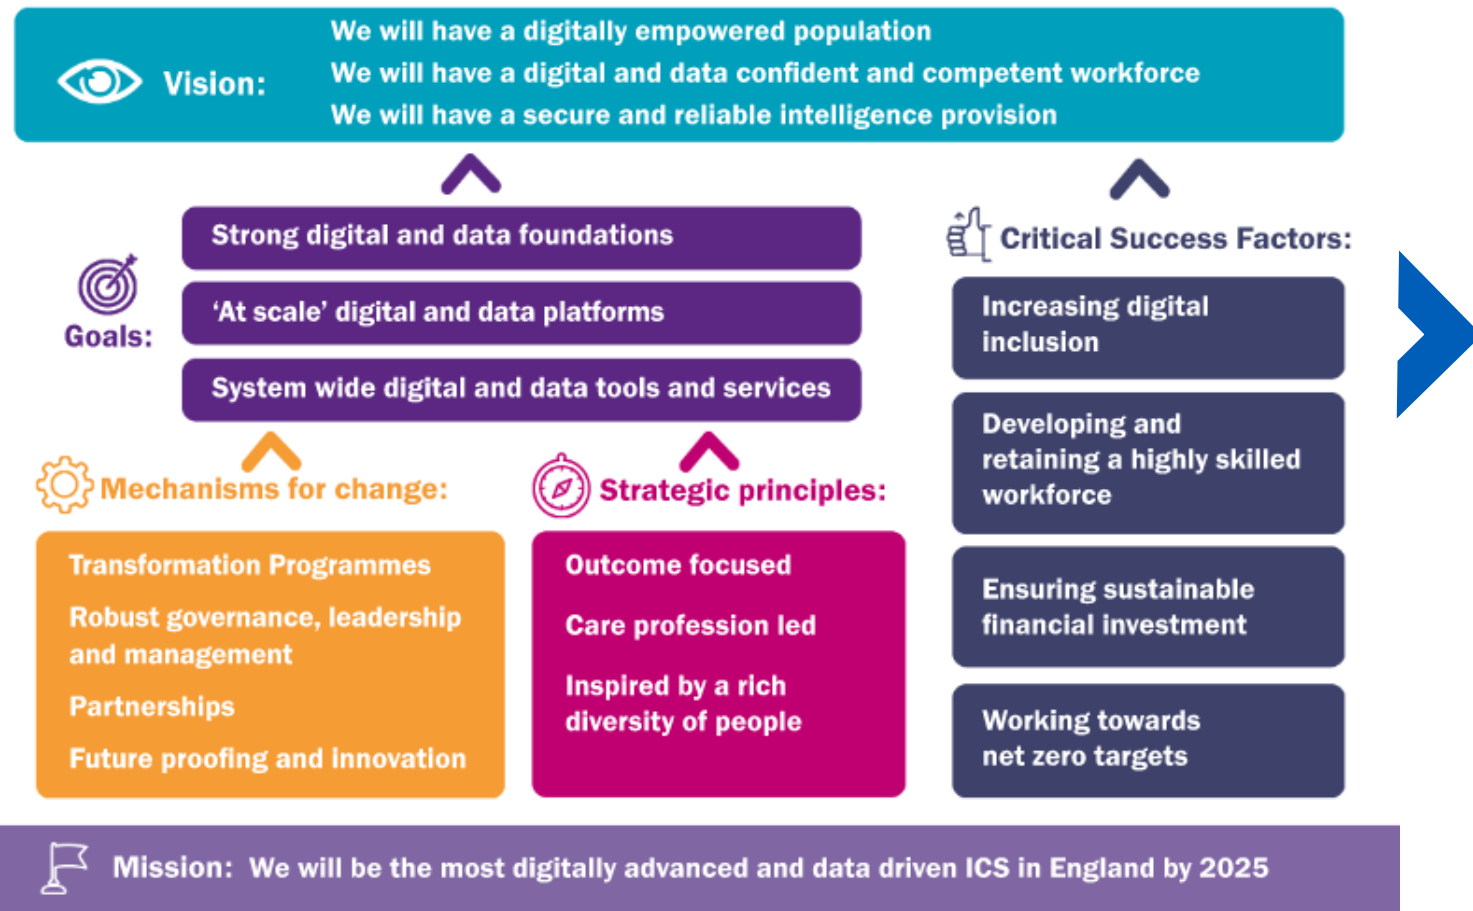 Vision:
We will have a digitally empowered population
We will have a digital and data confident and competent workforce
We will have a secure and reliable intelligence provision
Goals:
Strong digital and data foundations
‘At scale’ digital and data platforms
System wide digital and data tools and services
Mechanisms for change:
Transformation Programmes
Robust governance, leadership
and management
Partnerships
Future proofing and innovation
Strategic principles:
Outcome focused
Care profession led
Inspired by a rich
diversity of people
Critical Success Factors:
Increasing digital
inclusion
Developing and
retaining a highly skilled
workforce
Ensuring sustainable
financial investment
Working towards
net zero targets
Mission: We will be the most digitally advanced and data driven ICS in England by 2025